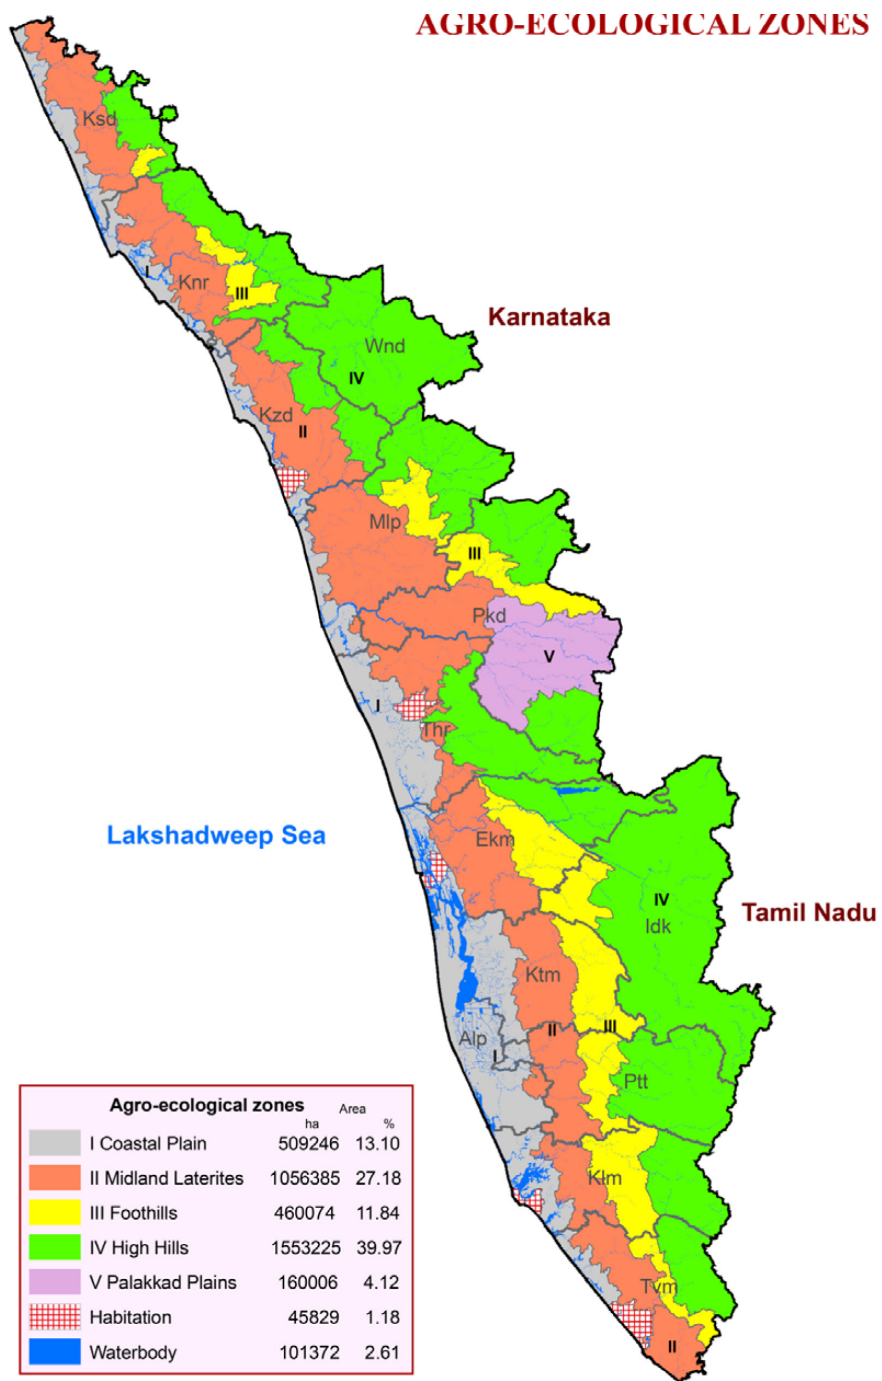 AGRO-ECOLOGICAL ZONES
Ksd
I
Knr
III
Karnataka
Wnd
IV
Kzd
II
Mlp
III
Pkd
V
I
Thr
Lakshadweep Sea
Ekm
IV
Idk
Tamil Nadu
Ktm
III
II
Alp
I
Ptt
Klm
Tvm
II
Agro-ecological zones Area
ha %
I Coastal Plain 509246 13.10
II Midland Laterites 1056385 27.18
III Foothills 460074 11.84
IV High Hills 1553225 39.97
V Palakkad Plains 160006 4.12
Habitation 45829 1.18
Waterbody 101372 2.61